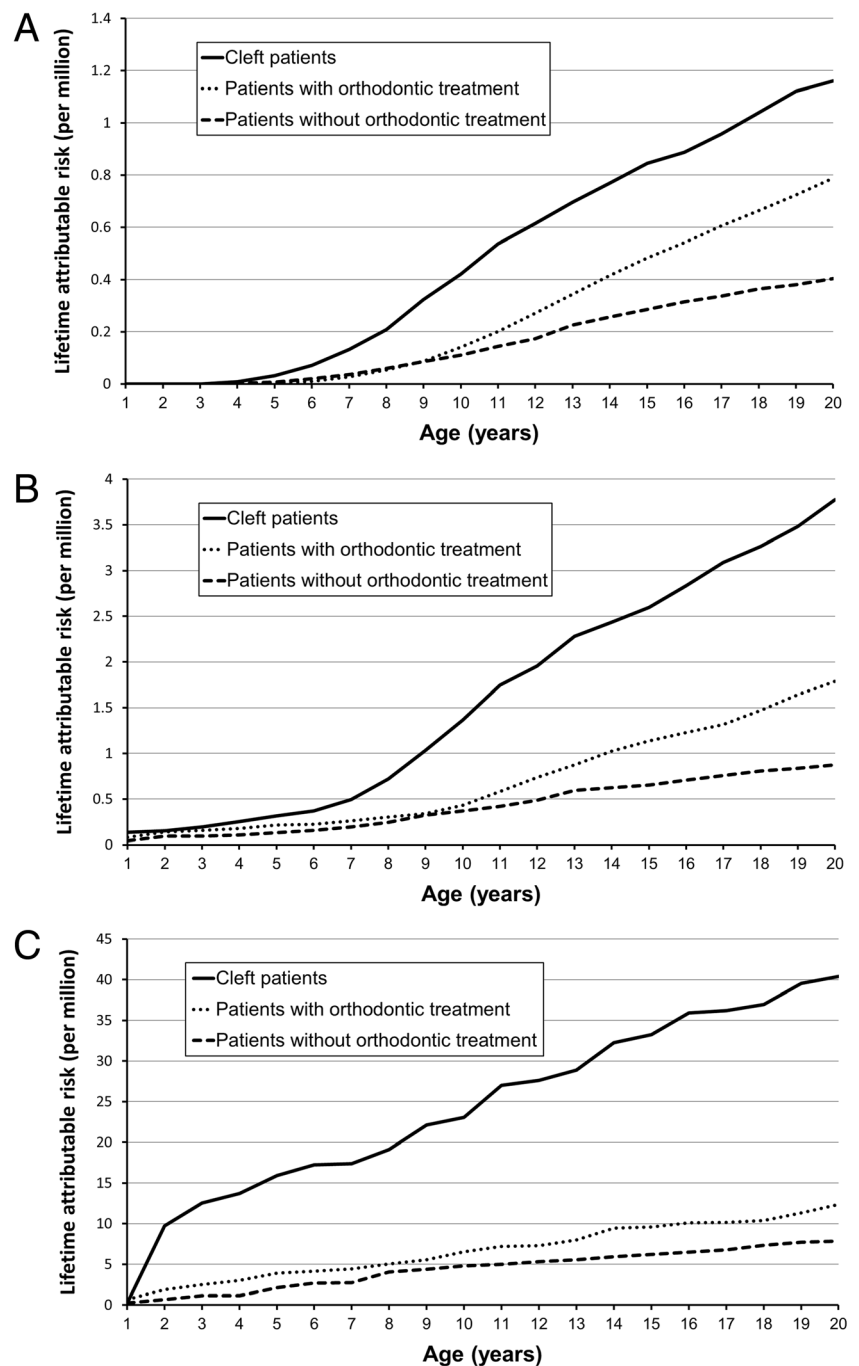 A
Lifetime attributable risk (per million)
1.4
1.2
1
0.8
0.6
0.4
0.2
0
Cleft patients
Patients with orthodontic treatment
Patients without orthodontic treatment
1 2 3 4 5 6 7 8 9 10 11 12 13 14 15 16 17 18 19 20
Age (years)
B
Lifetime attributable risk (per million)
4
3.5
3
2.5
2
1.5
1
0.5
0
Cleft patients
Patients with orthodontic treatment
Patients without orthodontic treatment
1 2 3 4 5 6 7 8 9 10 11 12 13 14 15 16 17 18 19 20
Age (years)
C
Lifetime attributable risk (per million)
45
40
35
30
25
20
15
10
5
0
Cleft patients
Patients with orthodontic treatment
Patients without orthodontic treatment
1 2 3 4 5 6 7 8 9 10 11 12 13 14 15 16 17 18 19 20
Age (years)